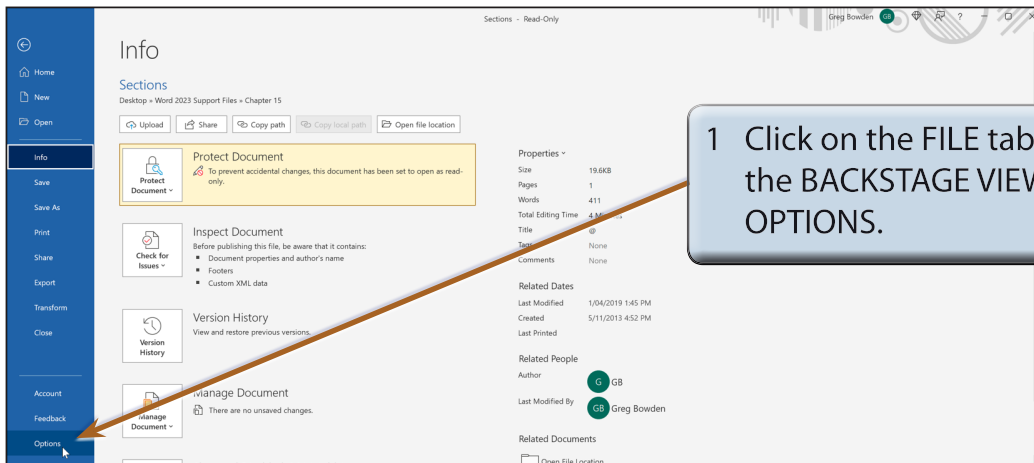 Sections - Read-Only
Greg Bowden GB ?
Info
Home
New
Open
Info
Save
Save As
Print
Share
Export
Transform
Close
Account
Feedback
Options
Sections
Desktop » Word 2023 Support Files » Chapter 15
Upload Share Copy path Copy local path Open file location
Protect Document
Protect Document
To prevent accidental changes, this document has been set to open as read-
only.
Check for Issues
Inspect Document
Before publishing this file, be aware that it contains:
Document properties and author's name
Footers
Custom XML data
Version History
Version History
View and restore previous versions.
Manage Document
Manage Document
There are no unsaved changes.
Properties
Size 19.6KB
Pages 1
Words 411
Total Editing Time 4
Title @
Tags None
Comments None
Related Dates
Last Modified 1/04/2019 1:45 PM
Created 5/11/2013 4:52 PM
Last Printed
Related People
Author G GB
Last Modified By GB Greg Bowden
Related Documents
Open File Location
1 Click on the FILE tab
the BACKSTAGE VIEW
OPTIONS.